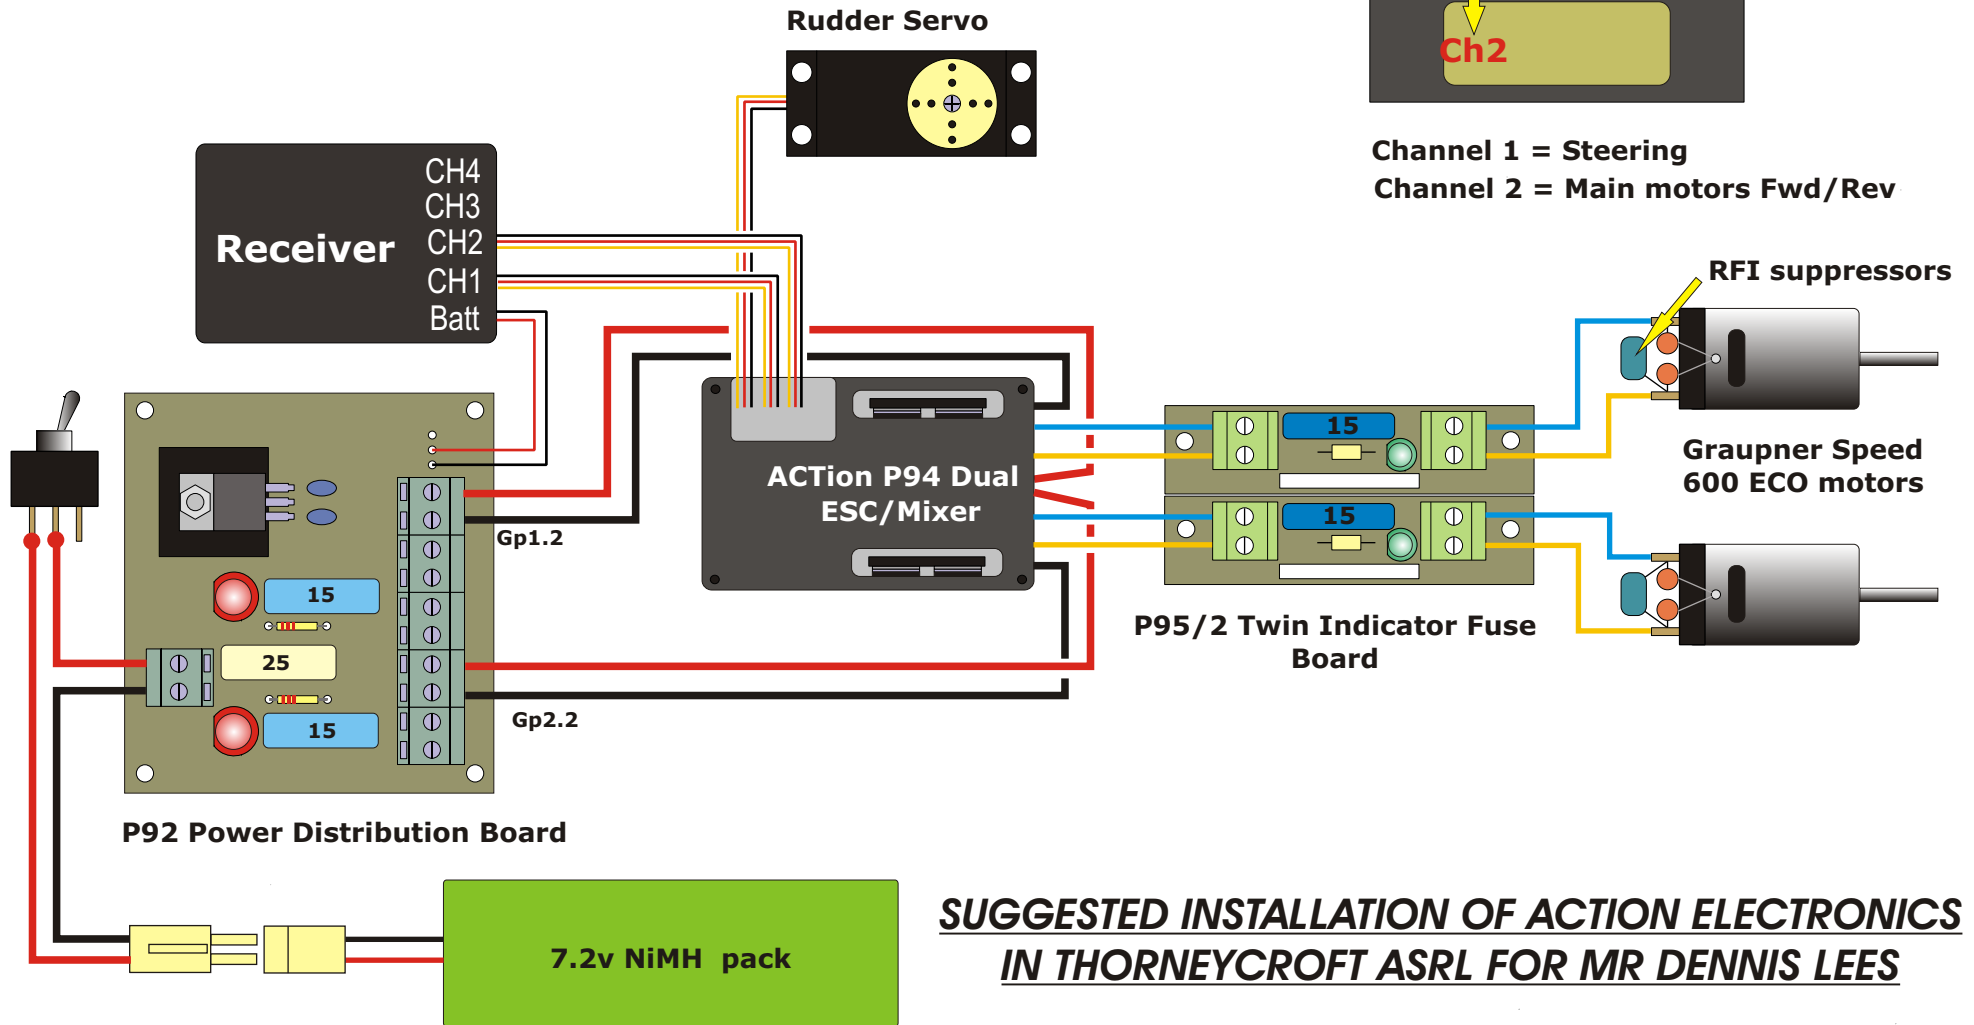 Rudder Servo
Ch2
Channel 1 = Steering
Channel 2 = Main motors Fwd/Rev
Receiver
CH4
CH3
CH2
CH1
Batt
RFI suppressors
Graupner Speed
600 ECO motors
ACTion P94 Dual
ESC/Mixer
15
15
P95/2 Twin Indicator Fuse
Board
Gp1.2
15
25
15
Gp2.2
P92 Power Distribution Board
7.2v NiMH pack
SUGGESTED INSTALLATION OF ACTION ELECTRONICS
IN THORNEYCROFT ASRL FOR MR DENNIS LEES